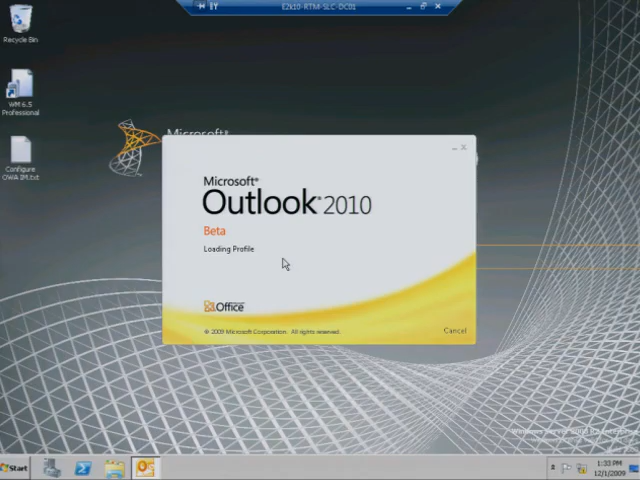 E2k10-RTM-SLC-DC01
Recycle Bin
WM 6.5
Professional
Configure
OWA IM.txt
Microsoft®
Microsoft®
Outlook® 2010
Beta
Loading Profile
Office
© 2009 Microsoft Corporation. All rights reserved.
Cancel
Start
1:33 PM
12/1/2009